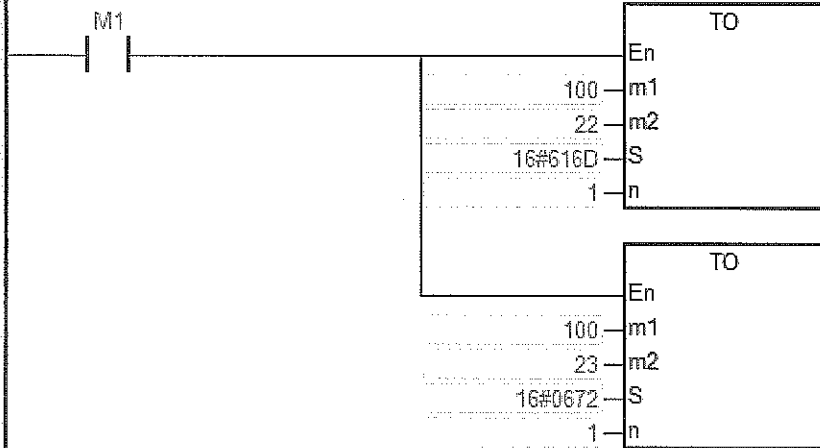 M1
TO
En
100 m1
22 m2
16#616D S
1 n
TO
En
100 m1
23 m2
16#0672 S
1 n